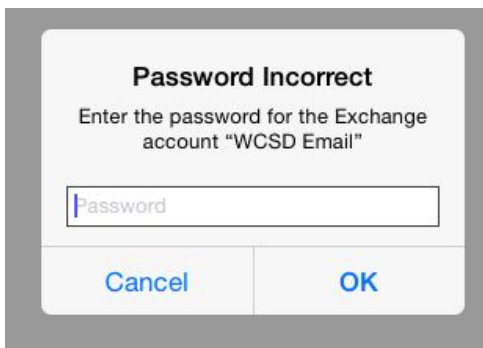 Password Incorrect
Enter the password for the Exchange
account “WCSD Email”
Password
Cancel
OK